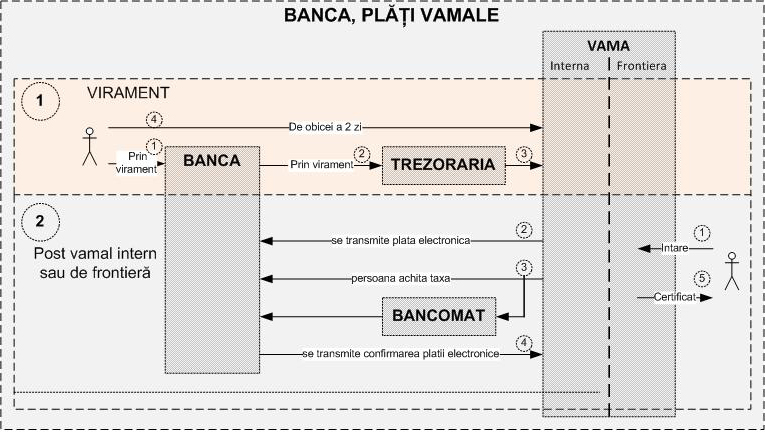 BANCA, PLĂȚI VAMALE
VAMA
Interna
Frontiera
1
VIRAMENT
4
De obicei a 2 zi
1
Prin
virament
BANCA
2
Prin virament
TREZORARIA
3
2
Post vamal intern
sau de frontieră
2
se transmite plata electronica
1
Intare
3
persoana achita taxa
5
Certificat
BANCOMAT
4
se transmite confirmarea platii electronice